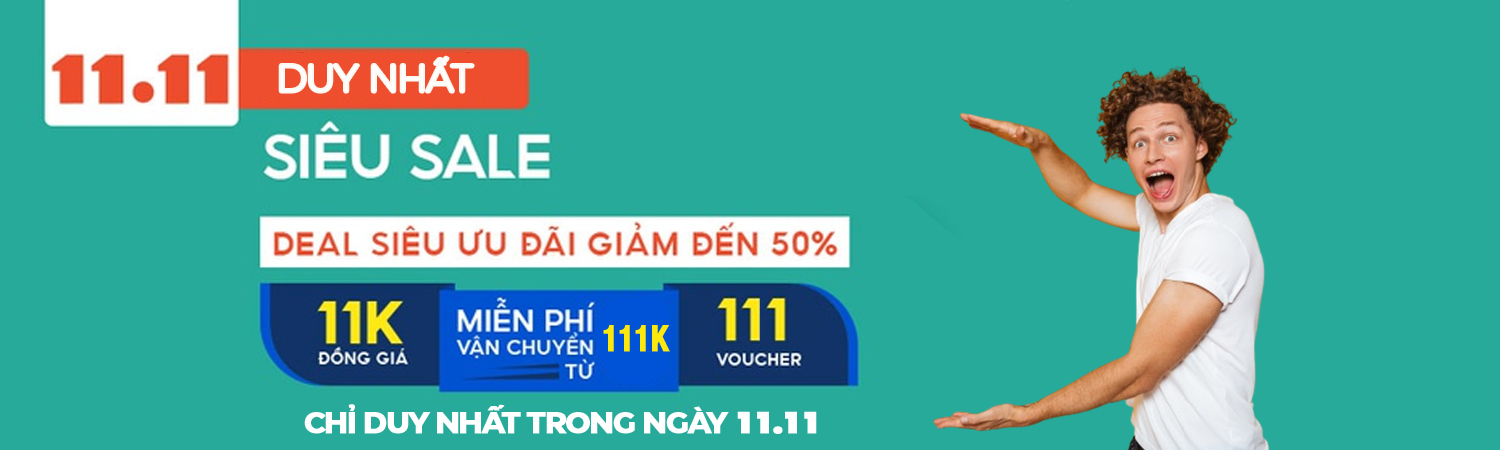 11.11 DUY NHẤT
SIÊU SALE
DEAL SIÊU ƯU ĐÃI GIẢM ĐẾN 50%
11K
ĐỒNG GIÁ
MIỄN PHÍ
VẬN CHUYỂN 111K
TỪ
111
VOUCHER
CHỈ DUY NHẤT TRONG NGÀY 11.11